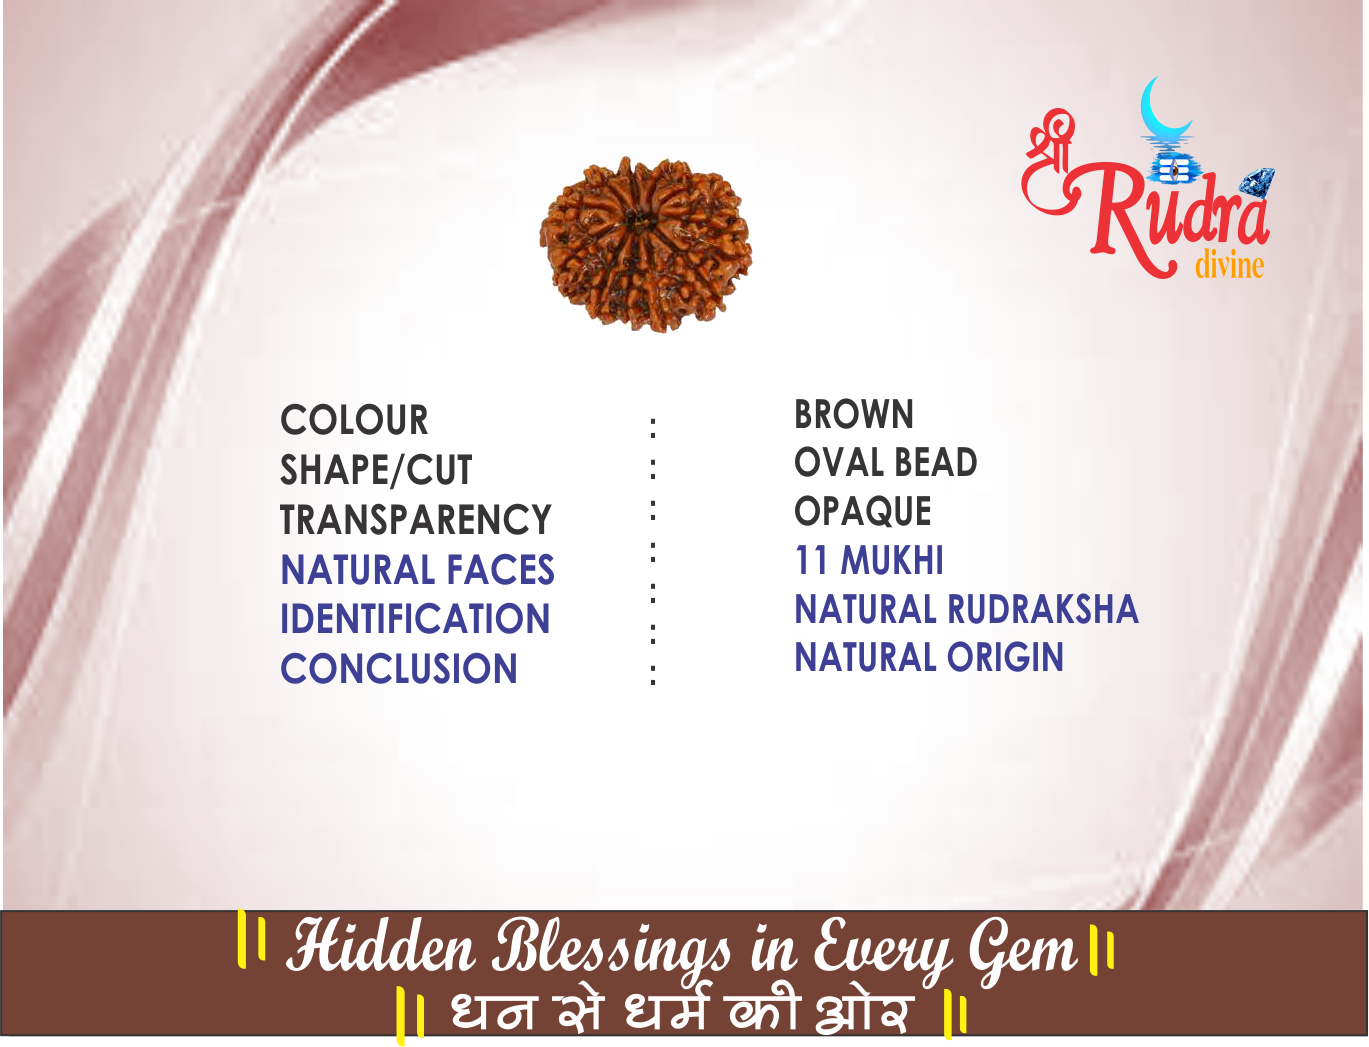 श्री
Rudra
divine
COLOUR : BROWN
SHAPE/CUT : OVAL BEAD
TRANSPARENCY : OPAQUE
NATURAL FACES : 11 MUKHI
IDENTIFICATION : NATURAL RUDRAKSHA
CONCLUSION : NATURAL ORIGIN
:
॥ Hidden Blessings in Every Gem ॥
॥ धन से धर्म की ओर ॥